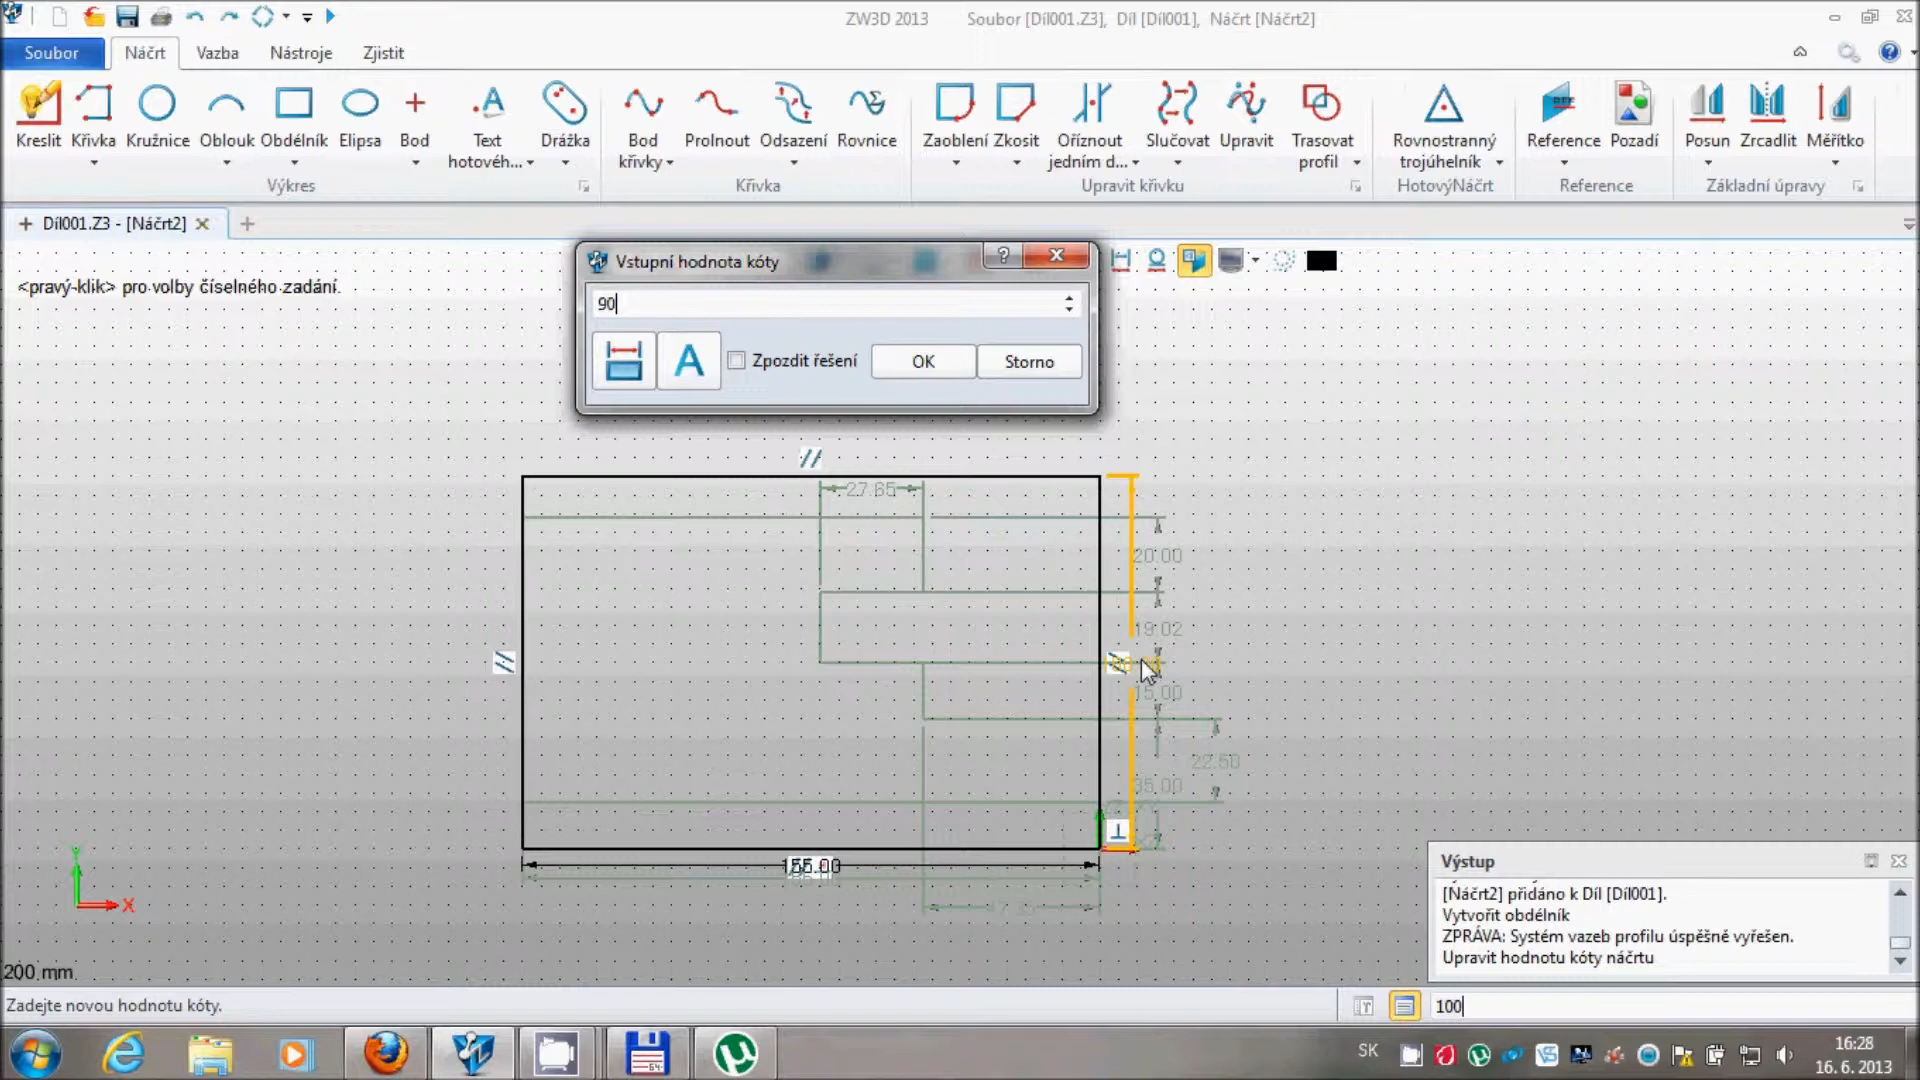 ZW3D 2013 Soubor [Díl001.Z3], Díl [Díl001], Náčrt [Náčrt2]
Soubor Náčrt Vazba Nástroje Zjistit
Kreslit Křivka Kružnice Oblouk Obdélník Elipsa Bod Text hotovéh... Drážka
Bod křivky Prolnout Odsazení Rovnice
Zaoblení Zkosit Oříznout jedním d... Slučovat Upravit Trasovat profil
Rovnostranný trojúhelník Reference Pozadí Posun Zrcadlit Měřítko
Výkres Křivka Upravit křivku HotovýNáčrt Reference Základní úpravy
Díl001.Z3 - [Náčrt2]
<pravý-klik> pro volby číselného zadání.
Vstupní hodnota kóty
90
A Zpozdit řešení OK Storno
27.65
20.00
19.02
15.00
22.50
35.00
155.00
Y
X
200 mm
Výstup
[Náčrt2] přidáno k Díl [Díl001].
Vytvořit obdélník
ZPRÁVA: Systém vazeb profilu úspěšně vyřešen.
Upravit hodnotu kóty náčrtu
Zadejte novou hodnotu kóty.
100
SK
16:28
16. 6. 2013